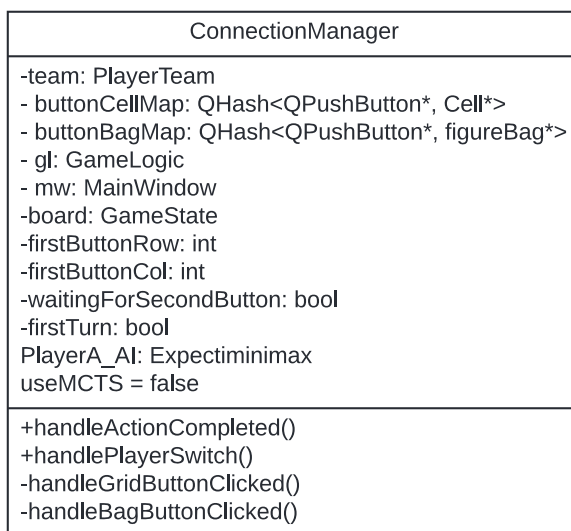 ConnectionManager
-team: PlayerTeam
- buttonCellMap: QHash<QPushButton*, Cell*>
- buttonBagMap: QHash<QPushButton*, figureBag*>
- gl: GameLogic
- mw: MainWindow
-board: GameState
-firstButtonRow: int
-firstButtonCol: int
-waitingForSecondButton: bool
-firstTurn: bool
PlayerA_AI: Expectiminimax
useMCTS = false
+handleActionCompleted()
+handlePlayerSwitch()
-handleGridButtonClicked()
-handleBagButtonClicked()